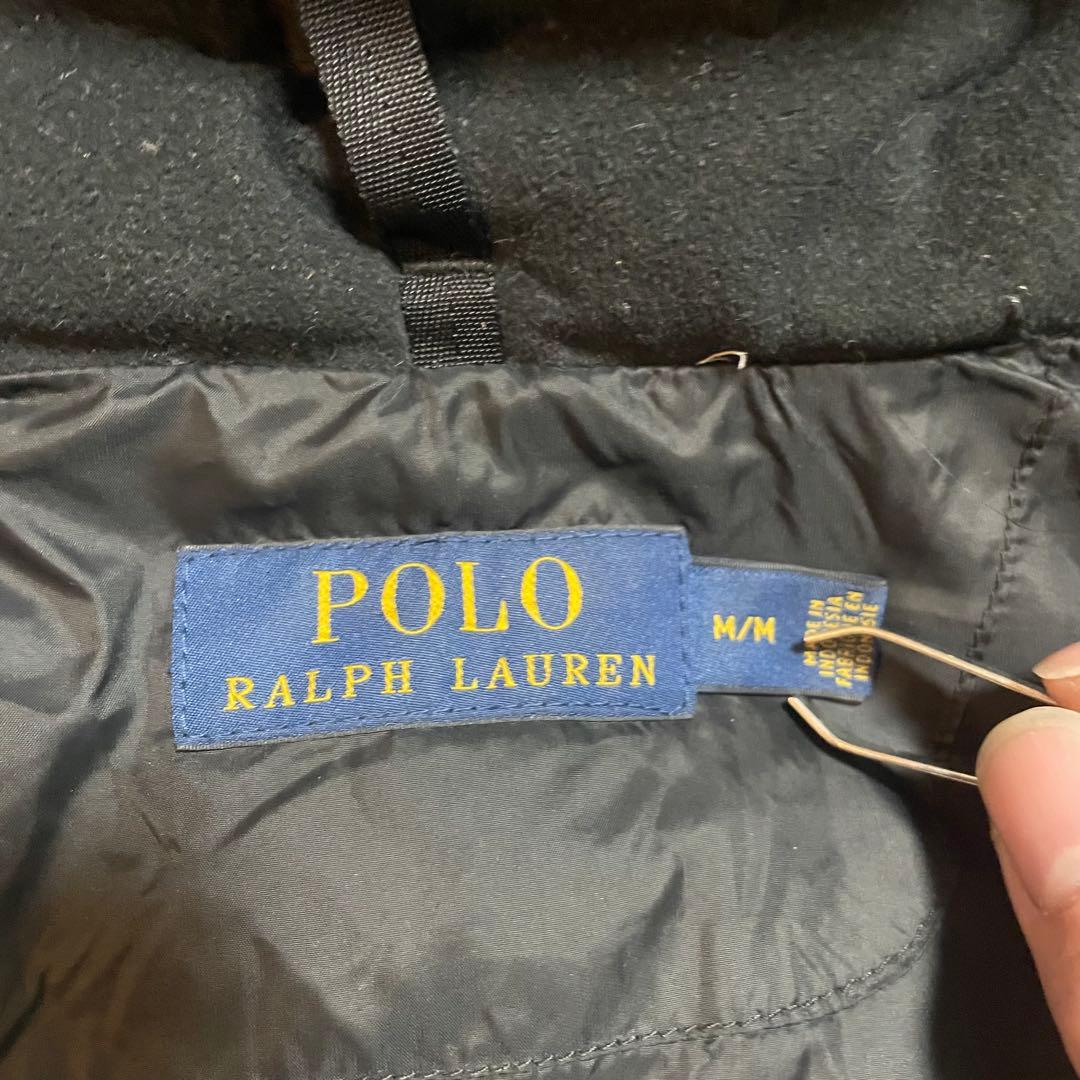 POLO
RALPH LAUREN
M/M
MADE IN
INDONESIA
FABRIQUÉ EN
INDONÉSIE